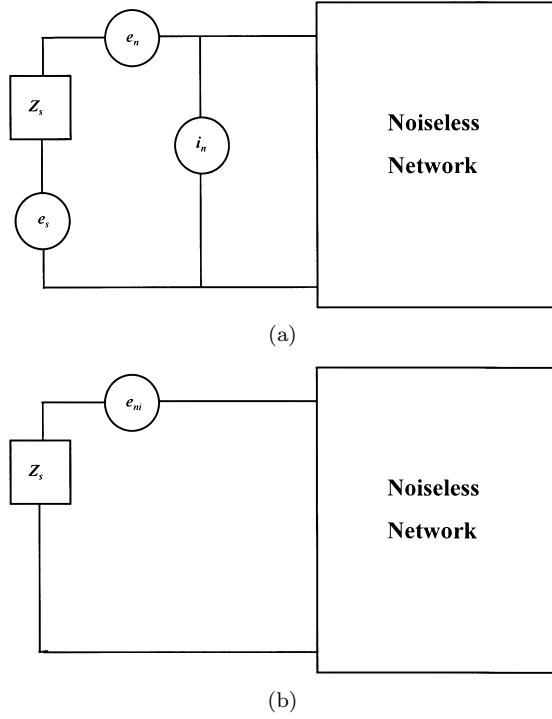 e_n
Z_s
Noiseless
i_n
Network
e_s
(a)
e_ni
Z_s
Noiseless
Network
(b)